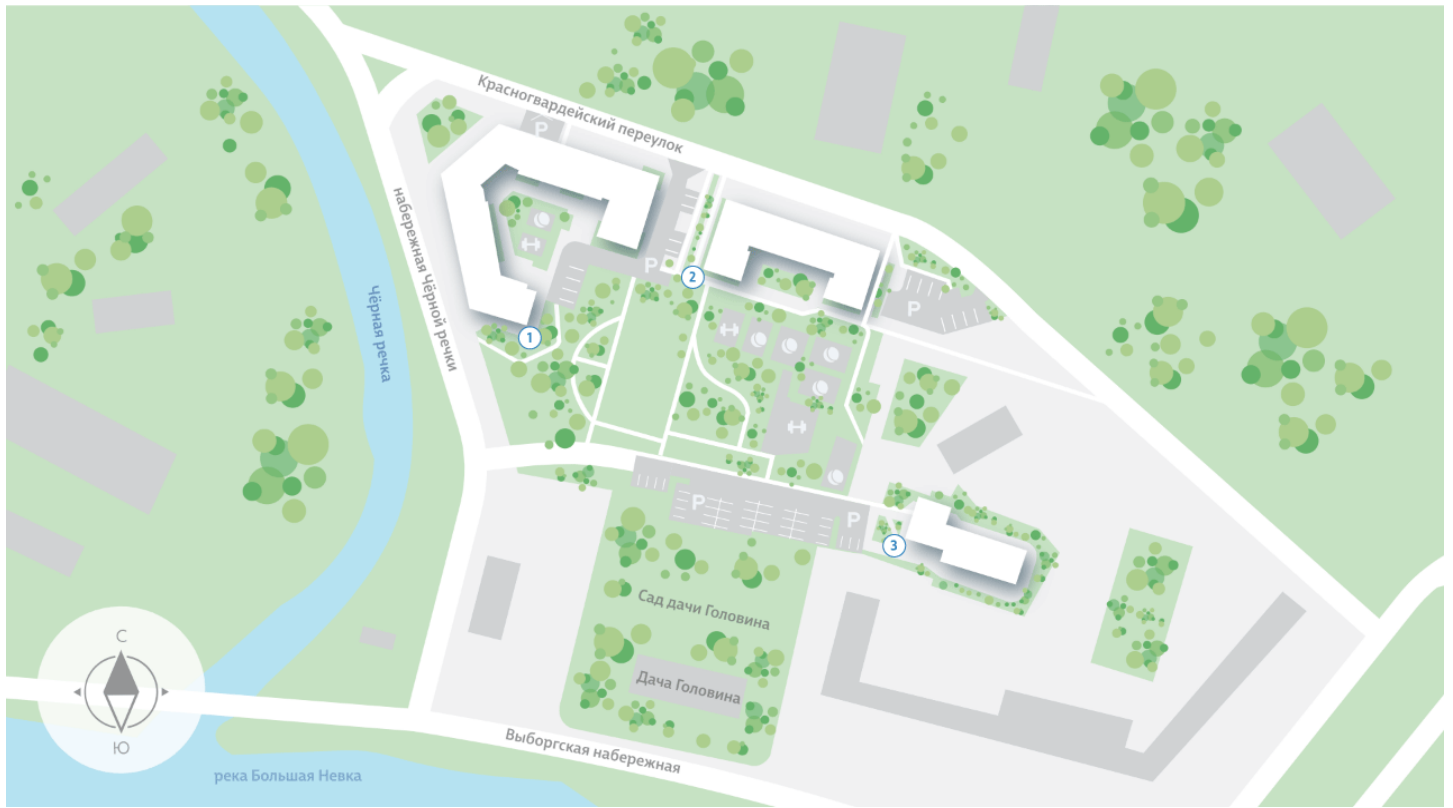 Красногвардейский переулок
P
набережная Чёрной речки
P
2
Чёрная речка
P
1
P
P
3
Сад дачи Головина
С
Дача Головина
Ю
Выборгская набережная
река Большая Невка